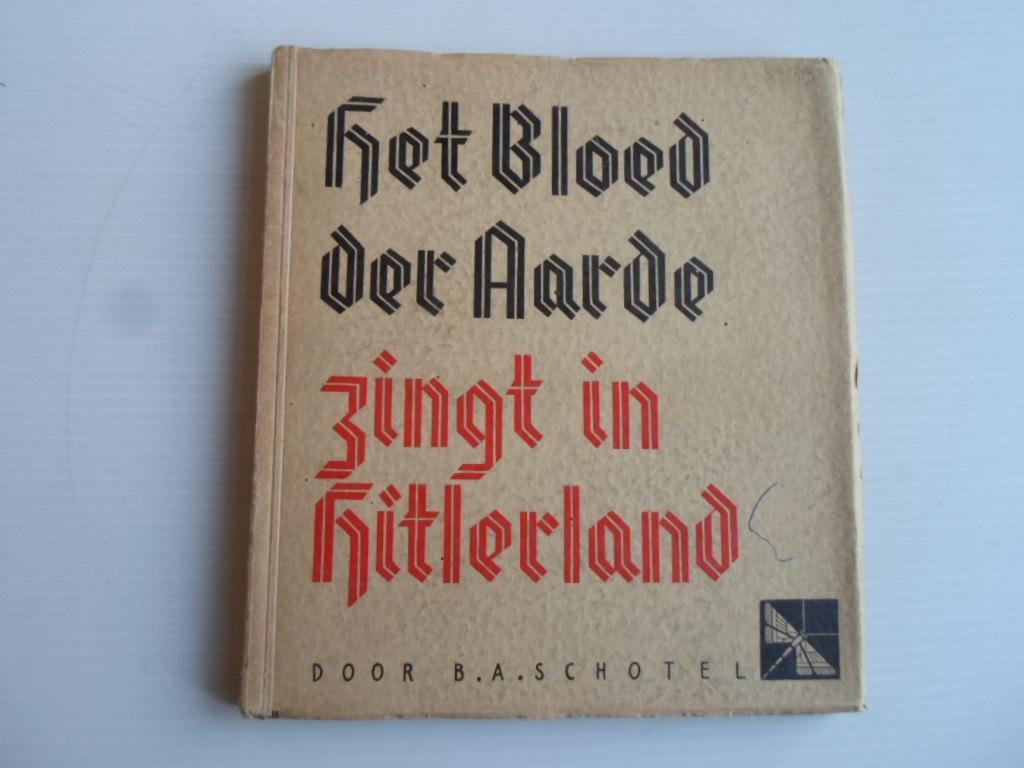 Het Bloed
der Aarde
zingt in
Hitlerland
DOOR B.A.SCHOTEL